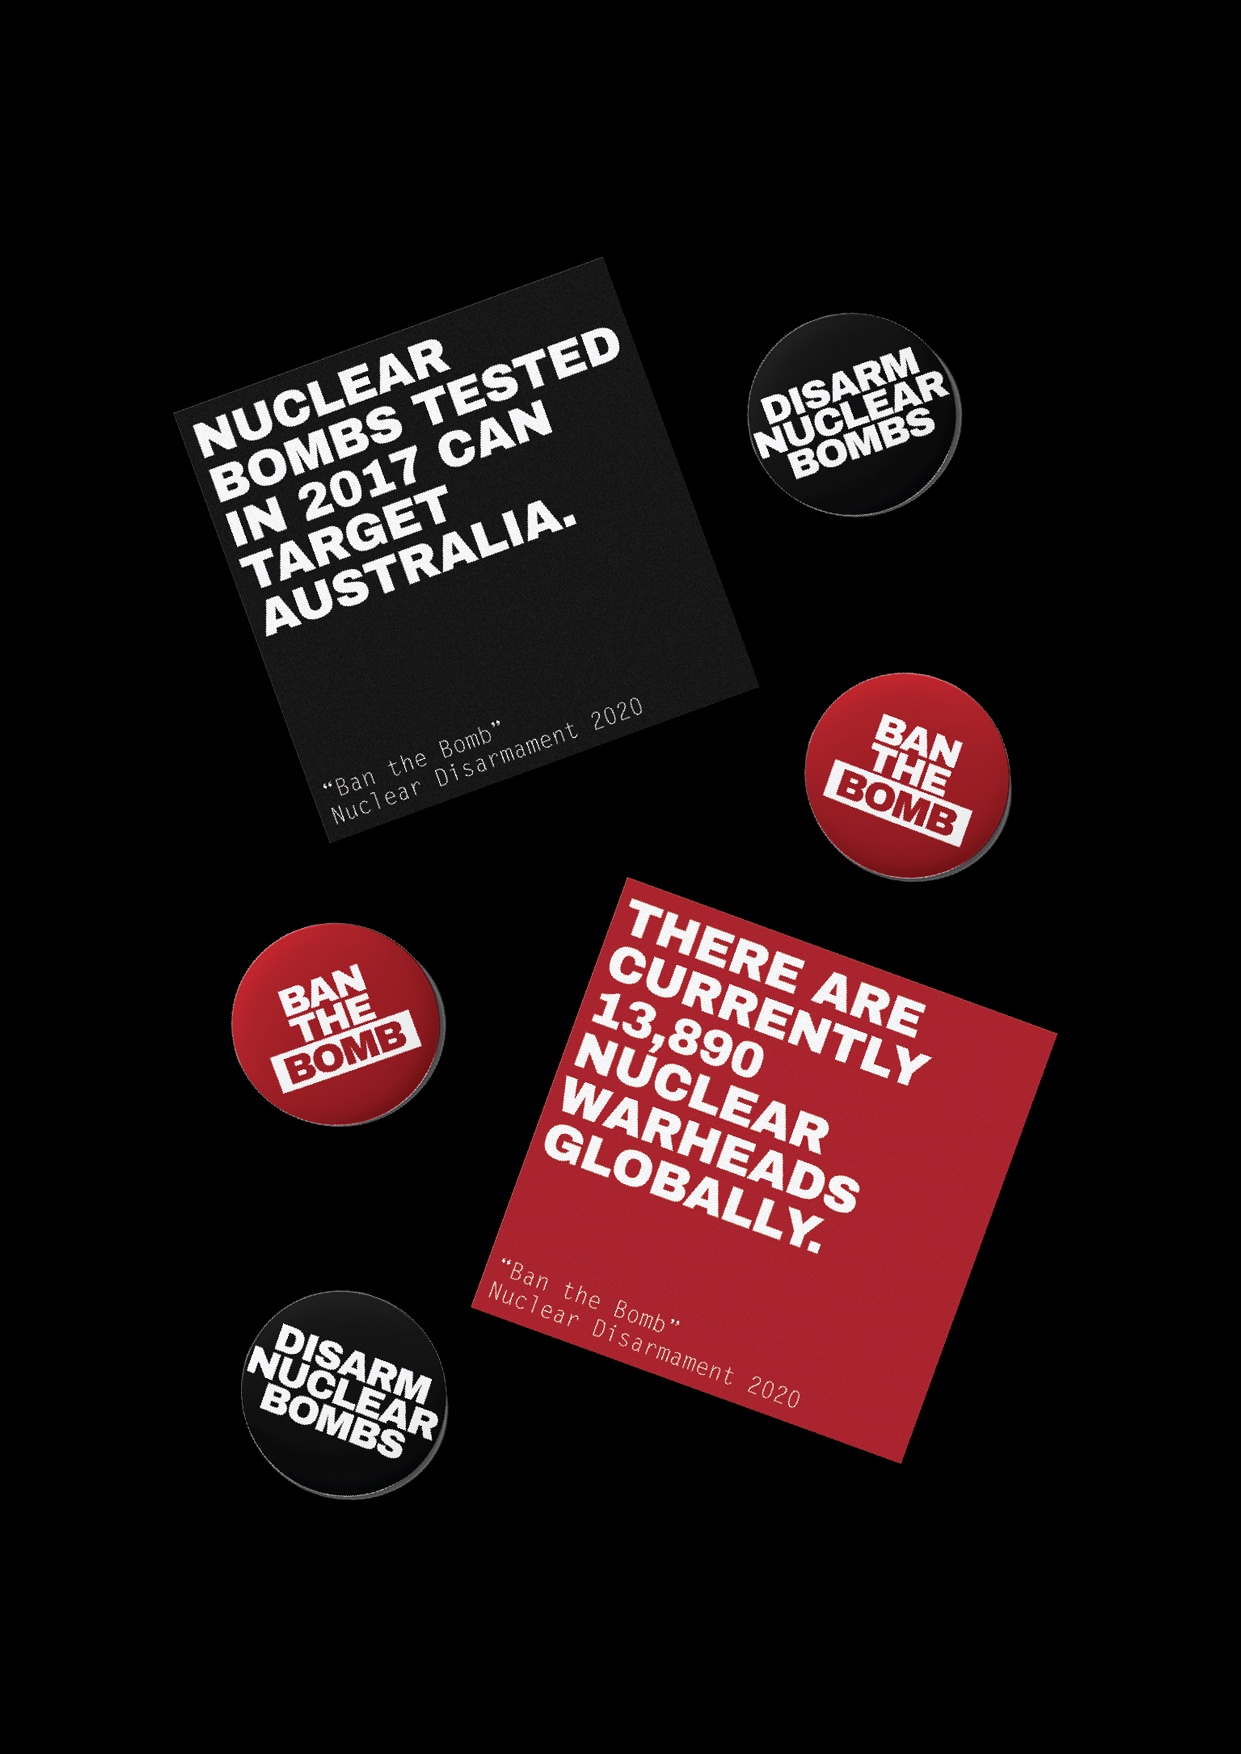 NUCLEAR
BOMBS TESTED
IN 2017 CAN
TARGET
AUSTRALIA.
“Ban the Bomb”
Nuclear Disarmament 2020
DISARM
NUCLEAR
BOMBS
BAN
THE
BOMB
BAN
THE
BOMB
THERE ARE
CURRENTLY
13,890
NUCLEAR
WARHEADS
GLOBALLY.
“Ban the Bomb”
Nuclear Disarmament 2020
DISARM
NUCLEAR
BOMBS